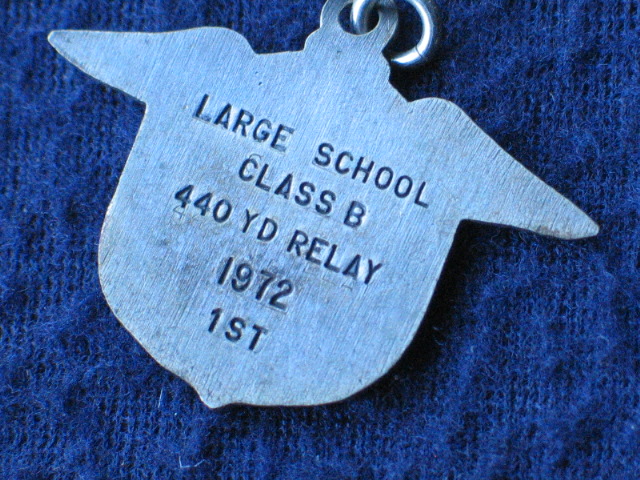 LARGE SCHOOL
CLASS B
440 YD RELAY
1972
1ST